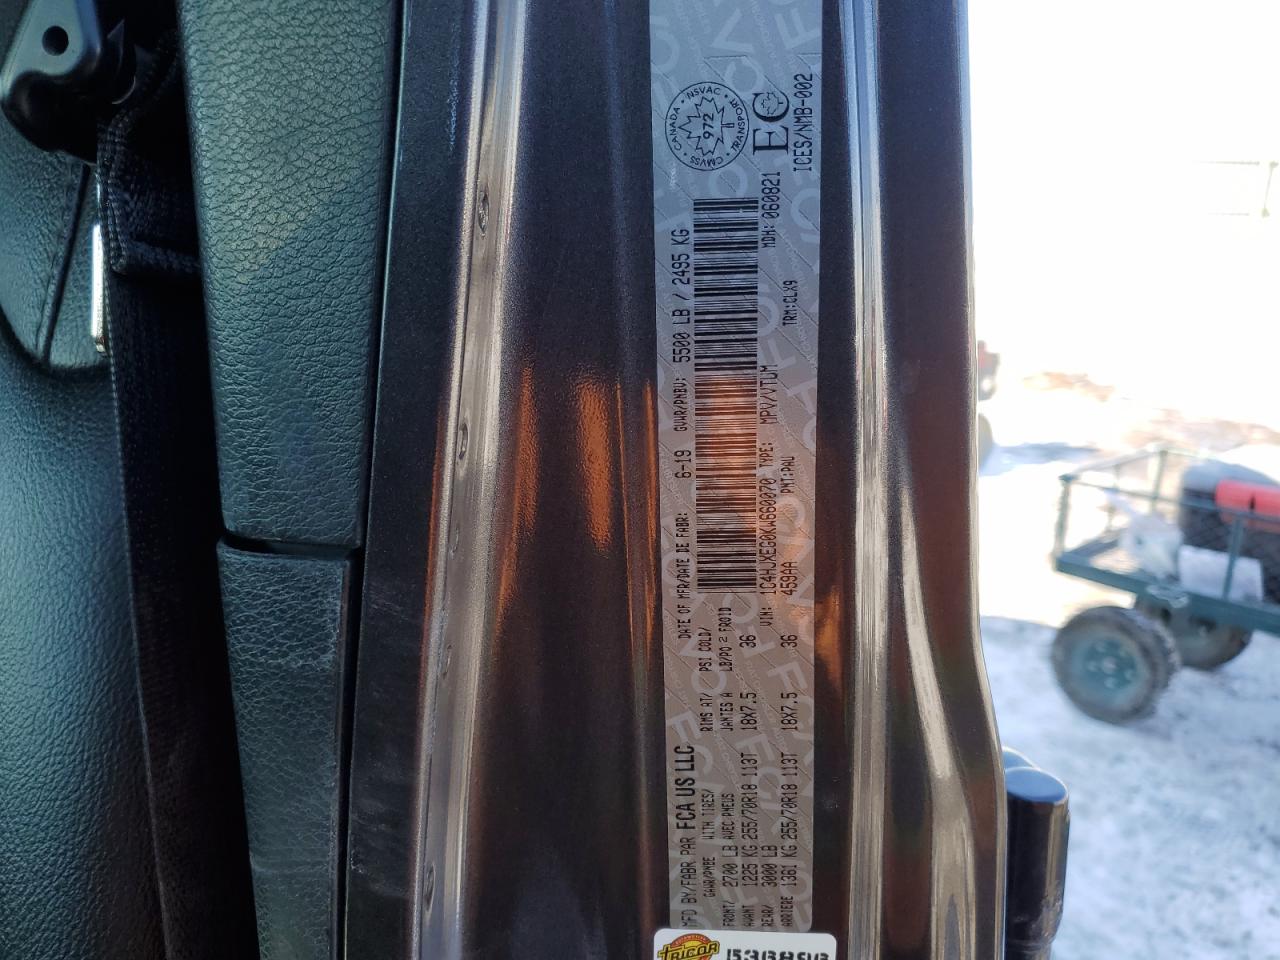 MFD BY/FABR PAR FCA US LLC
DATE OF MFR/DATE DE FABR: 6-19
GVWR/PNBV: 5500 LB / 2495 KG
GAWR/PNBE
WITH TIRES/
AVEC PNEUS
RIMS AT/
JANTES A
PSI COLD/
LB/PO 2 FROID
FRONT/ 2700 LB
AVANT 1225 KG 255/70R18 113T 18X7.5 36
REAR/ 3000 LB
ARRIERE 1361 KG 255/70R18 113T 18X7.5 36
VIN: 1C4HJXEG0KW660070 TYPE: MPV/VTUM
459AA PNT:PAU TRM:CLX9
MDH: 060821
CANADA • NSVAC • TRANSPORT • CMVSS
972
EC
ICES/NMB-002
TRICOR